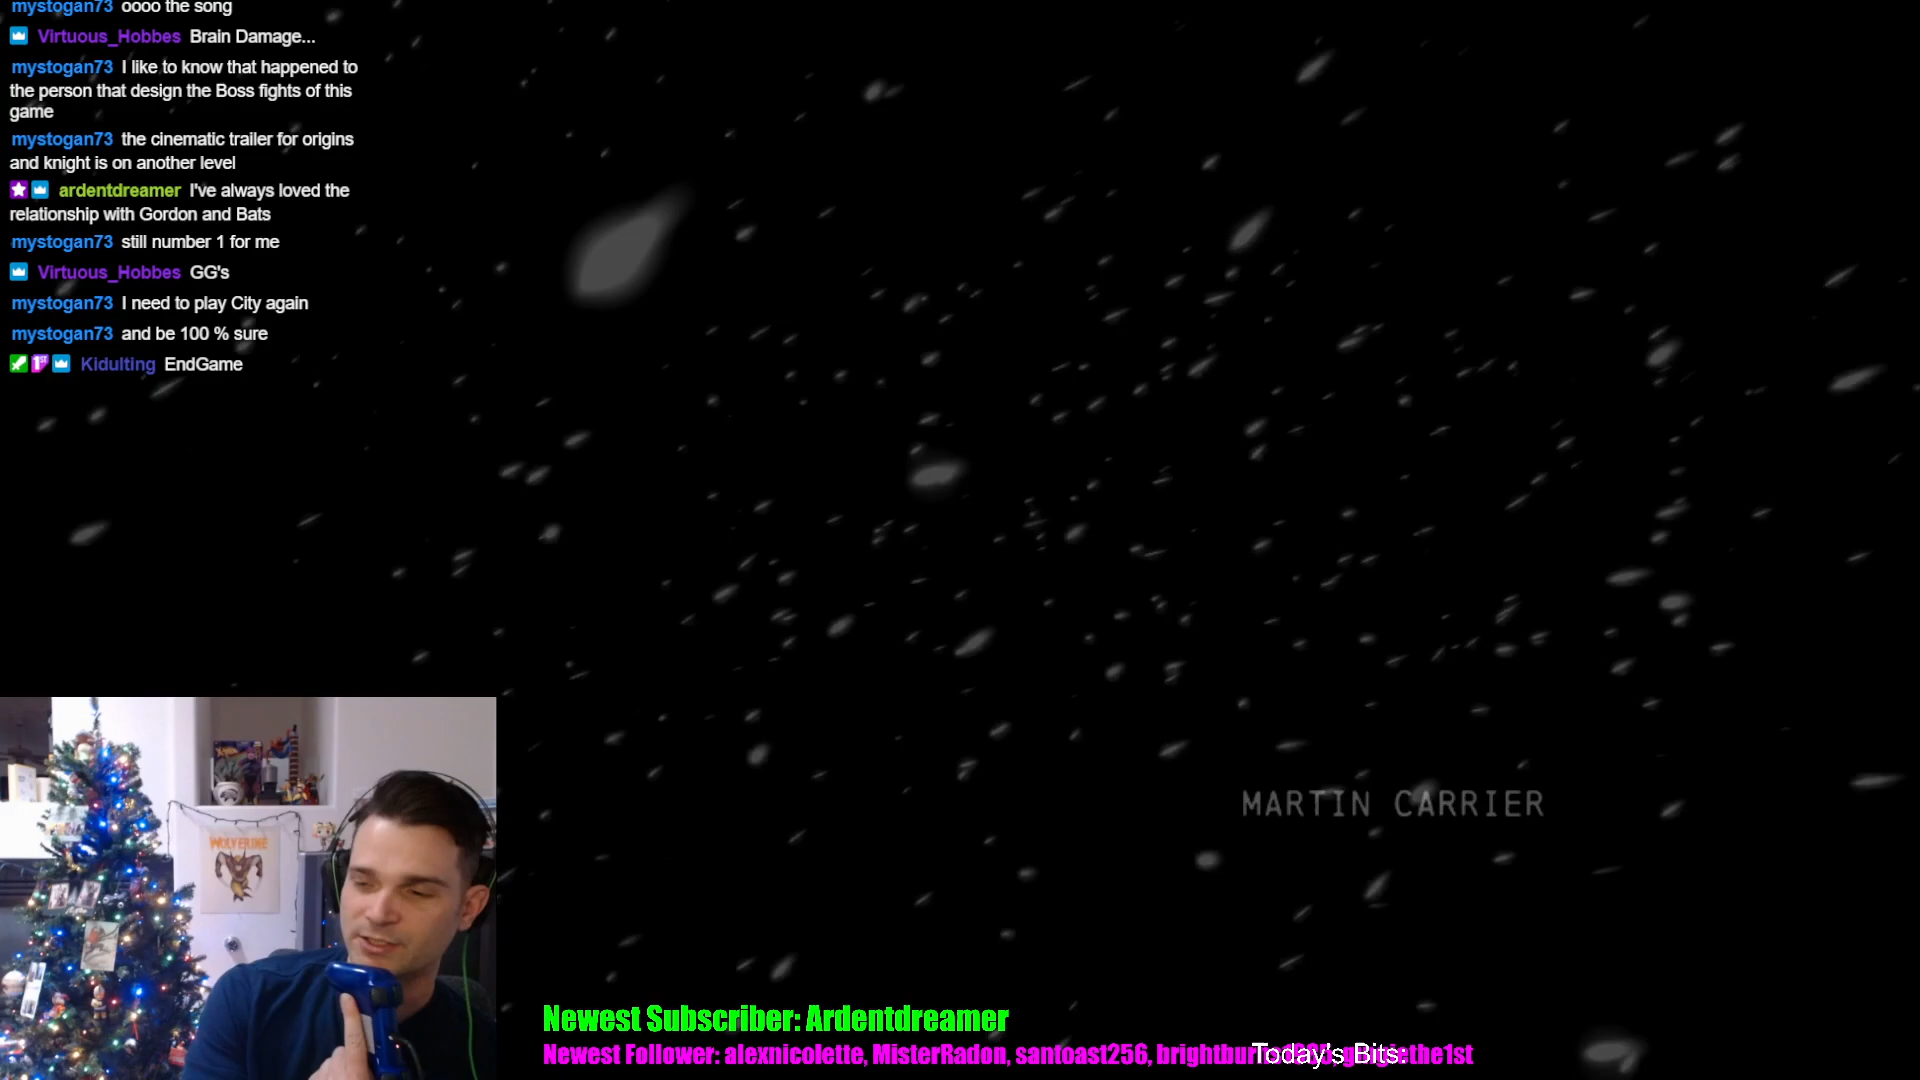 mystogan73 oooo the song
Virtuous_Hobbes Brain Damage...
mystogan73 I like to know that happened to
the person that design the Boss fights of this
game
mystogan73 the cinematic trailer for origins
and knight is on another level
ardentdreamer I've always loved the
relationship with Gordon and Bats
mystogan73 still number 1 for me
Virtuous_Hobbes GG's
mystogan73 I need to play City again
mystogan73 and be 100 % sure
Kidulting EndGame
MARTIN CARRIER
WOLVERINE
Newest Subscriber: Ardentdreamer
Newest Follower: alexnicolette, MisterRadon, santoast256,
Today's Bits: